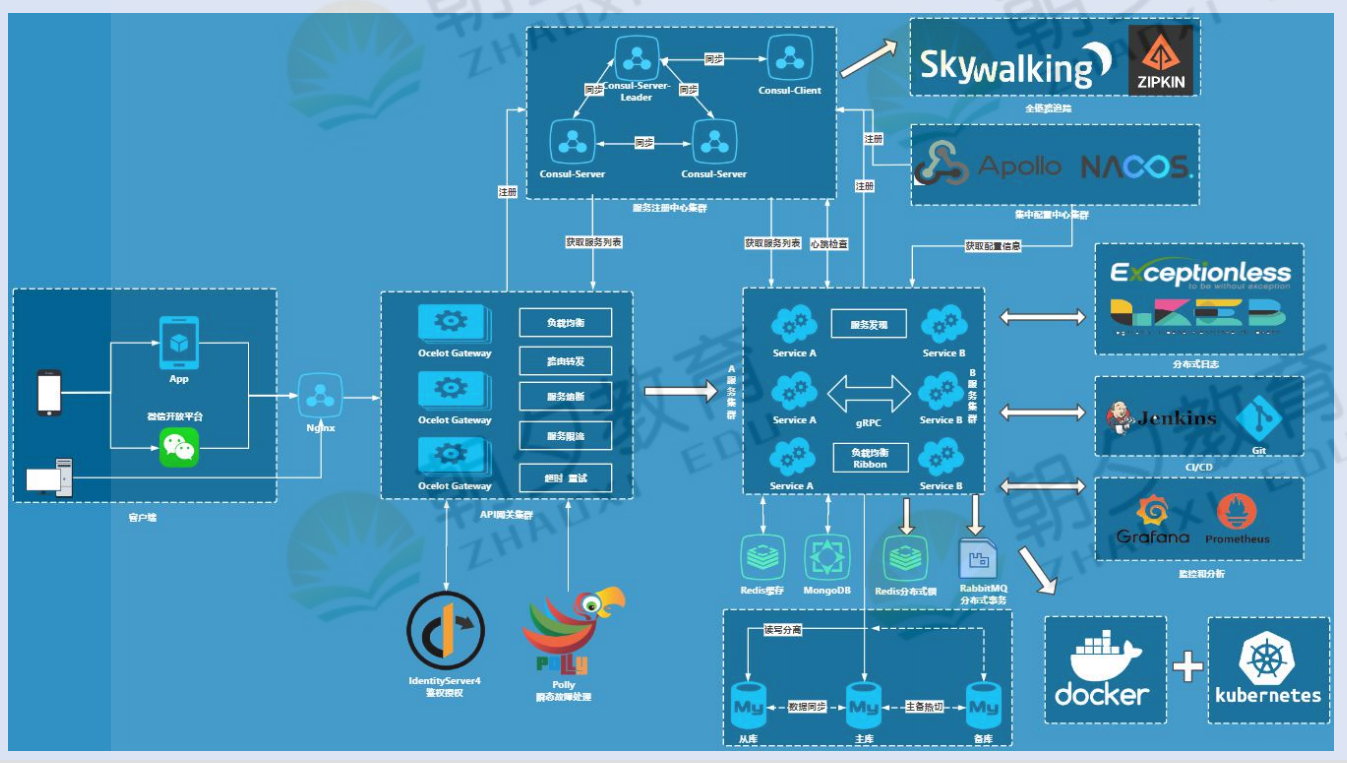 同步
Consul-Server-
Leader
Consul-Client
同步
同步
同步
Consul-Server
Consul-Server
服务注册中心集群
Skywalking
ZIPKIN
全链路追踪
Apollo
NACOS.
集中配置中心集群
注册
注册
注册
获取服务列表
获取服务列表
心跳检查
获取配置信息
Exceptionless
to be without exception
分布式日志
App
微信开放平台
Nginx
客户端
Ocelot Gateway
Ocelot Gateway
Ocelot Gateway
负载均衡
路由转发
服务熔断
服务限流
超时 重试
API网关集群
A服务集群
Service A
Service A
Service A
服务发现
gRPC
负载均衡
Ribbon
Service B
Service B
Service B
B服务集群
Jenkins
Git
CI/CD
Grafana
Prometheus
监控和分析
IdentityServer4
鉴权授权
POLLY
Polly
瞬态故障处理
Redis缓存
MongoDB
Redis分布式锁
RabbitMQ
分布式事务
读写分离
My
My
My
数据同步
主备热切
从库
主库
备库
docker
kubernetes
朝夕教育
ZHAOXI EDU